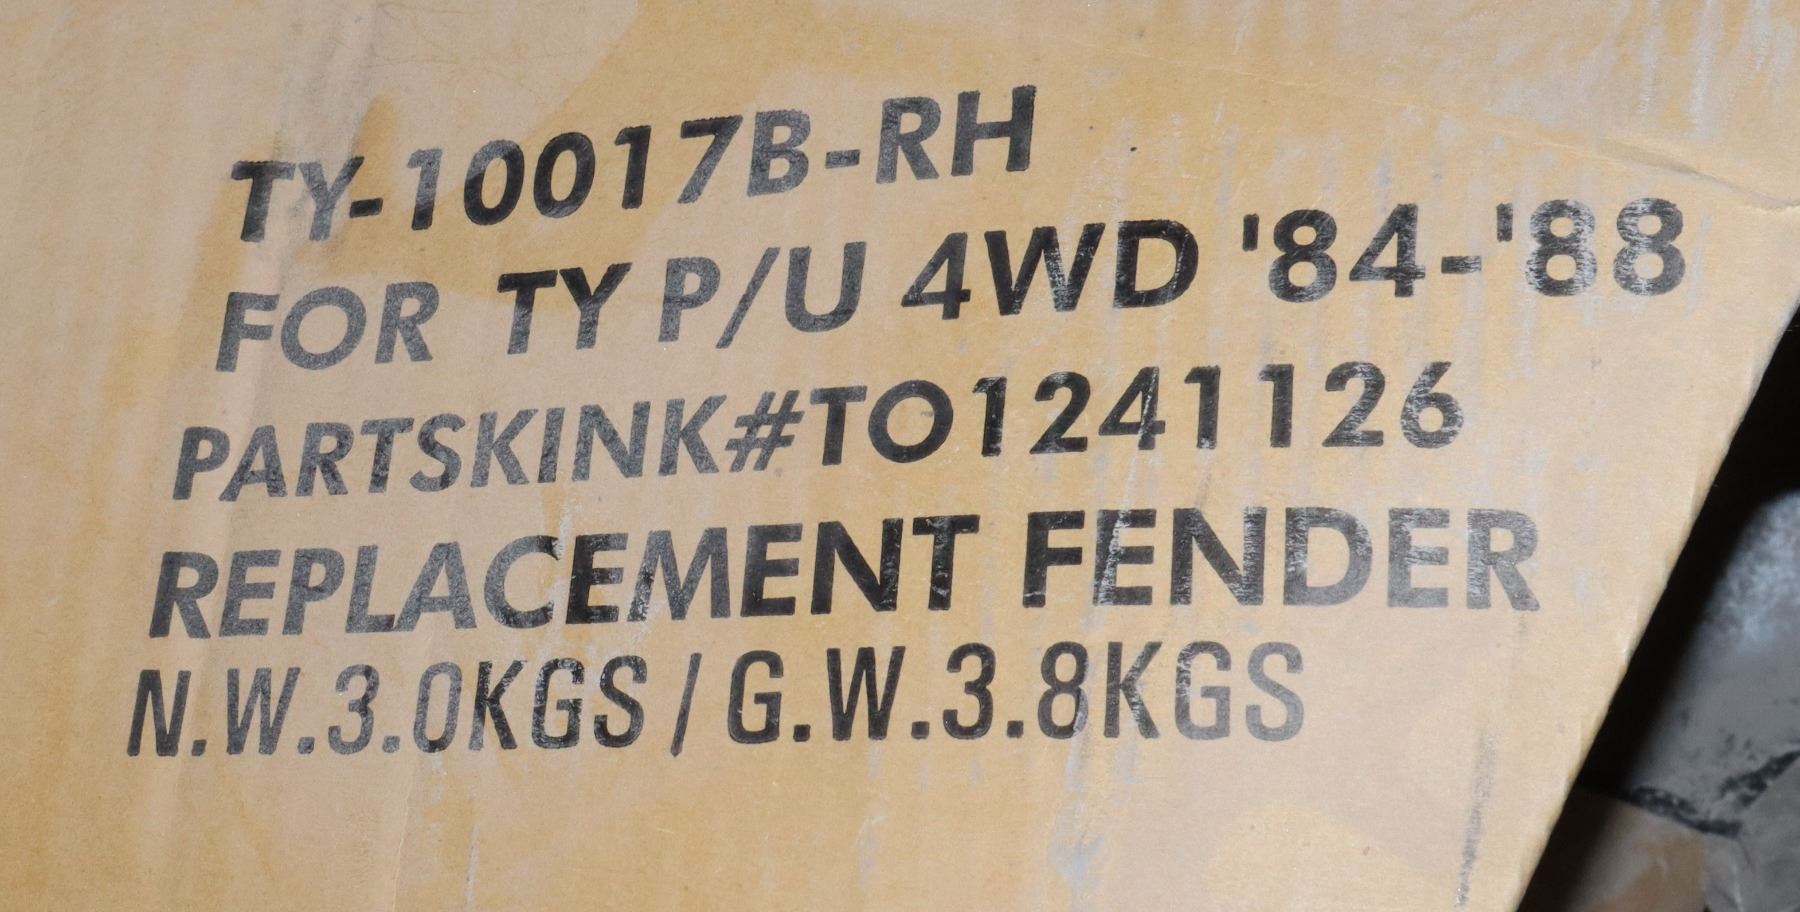 TY-10017B-RH
FOR TY P/U 4WD '84-'88
PARTSKINK#TO1241126
REPLACEMENT FENDER
N.W.3.0KGS/G.W.3.8KGS